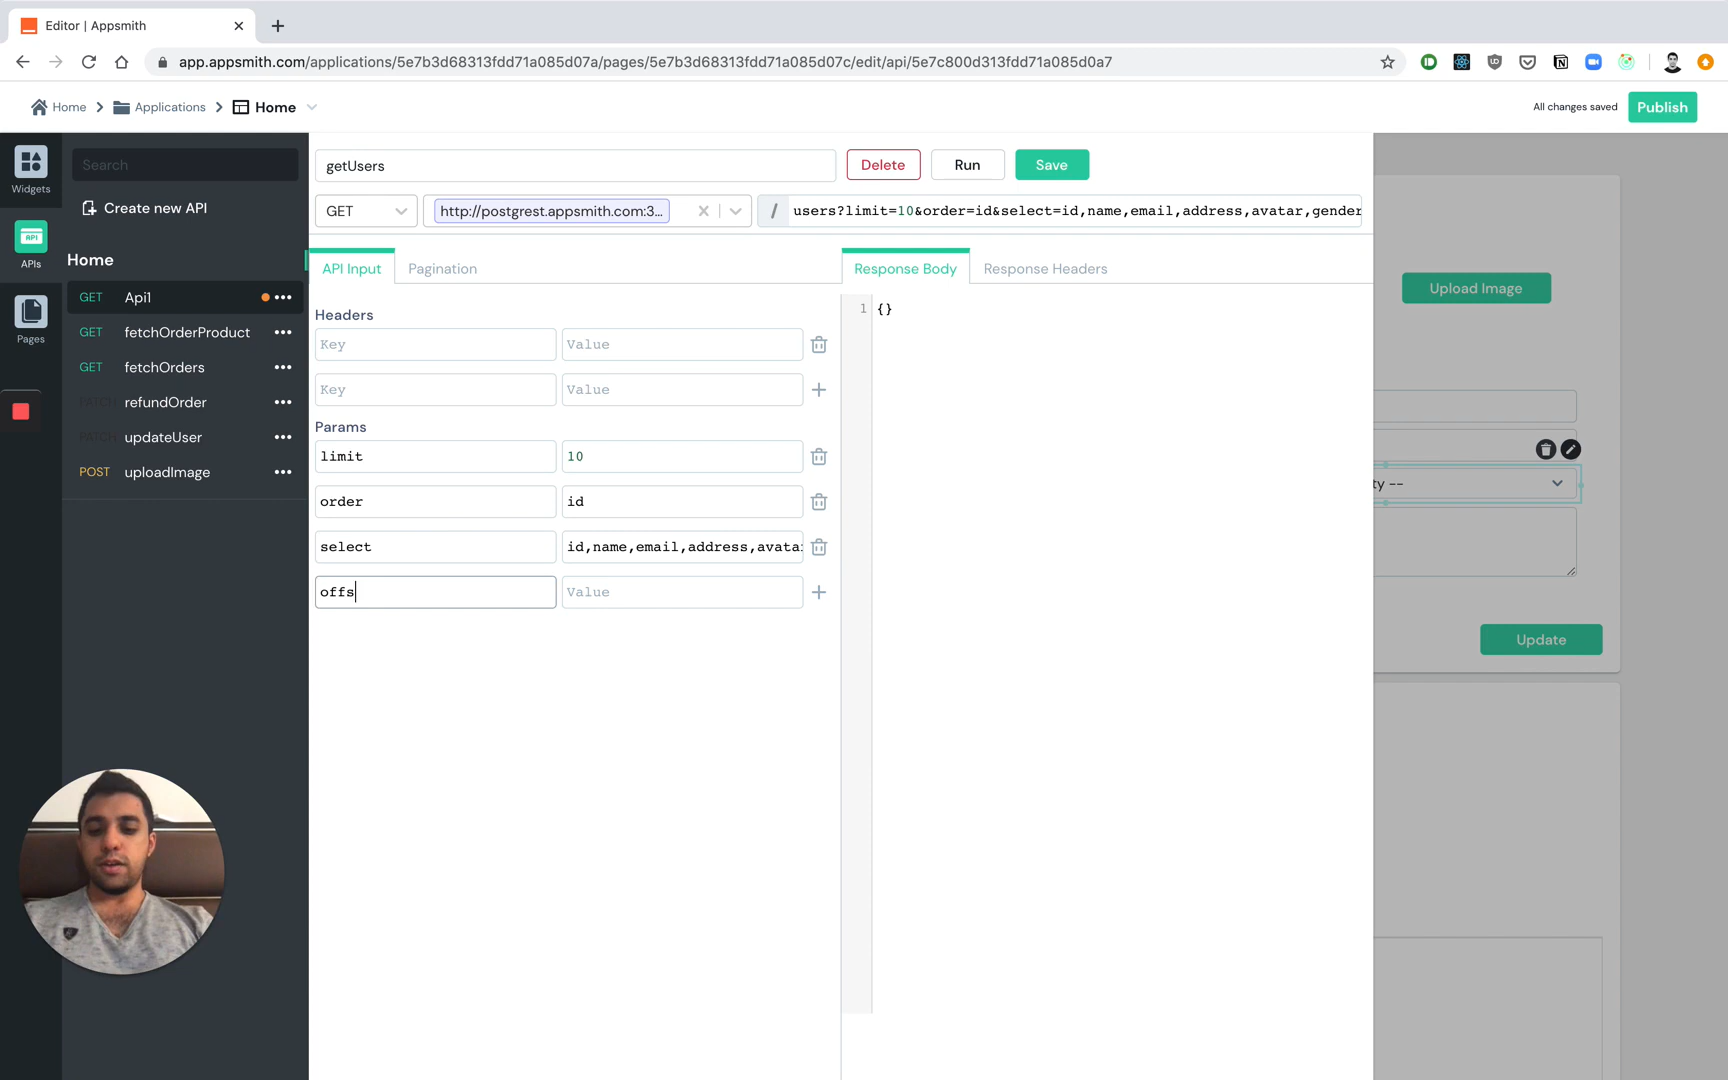 Editor | Appsmith
app.appsmith.com/applications/5e7b3d68313fdd71a085d07a/pages/5e7b3d68313fdd71a085d07c/edit/api/5e7c800d313fdd71a085d0a7
Home
Applications
Home
All changes saved
Publish
Widgets
API
APIs
Pages
Search
Create new API
Home
GET Api1
GET fetchOrderProduct
GET fetchOrders
PATCH refundOrder
PATCH updateUser
POST uploadImage
getUsers
Delete
Run
Save
GET
http://postgrest.appsmith.com:3...
/
users?limit=10&order=id&select=id,name,email,address,avatar,gender
API Input
Pagination
Response Body
Response Headers
Headers
Key Value
Key Value
Params
limit 10
order id
select id,name,email,address,avatar
offs Value
1 {}
Upload Image
ty --
Update